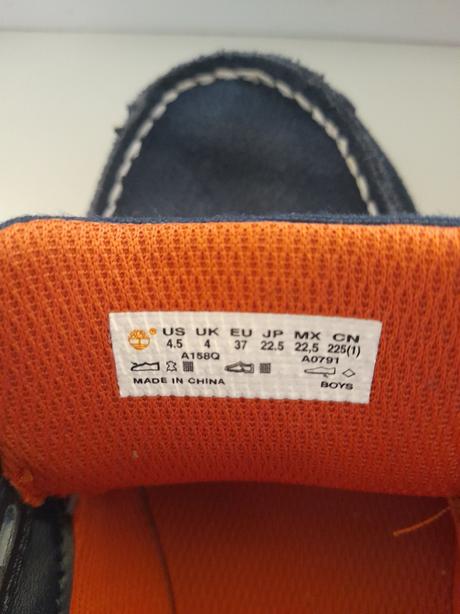 ® US UK EU JP MX CN
4.5 4 37 22.5 22,5 225(1)
A158Q A0791
MADE IN CHINA BOYS